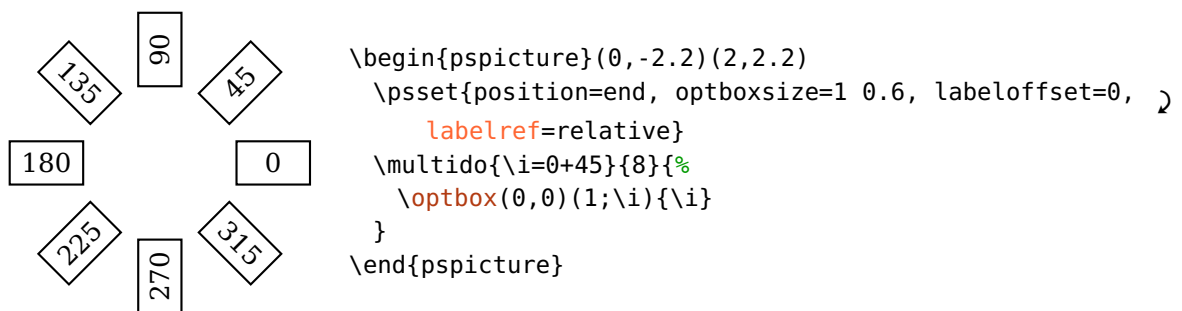 90
135
45
180
0
225
315
270
\begin{pspicture}(0,-2.2)(2,2.2)
\psset{position=end, optboxsize=1 0.6, labeloffset=0,
labelref=relative}
\multido{\i=0+45}{8}{%
\optbox(0,0)(1;\i){\i}
}
\end{pspicture}